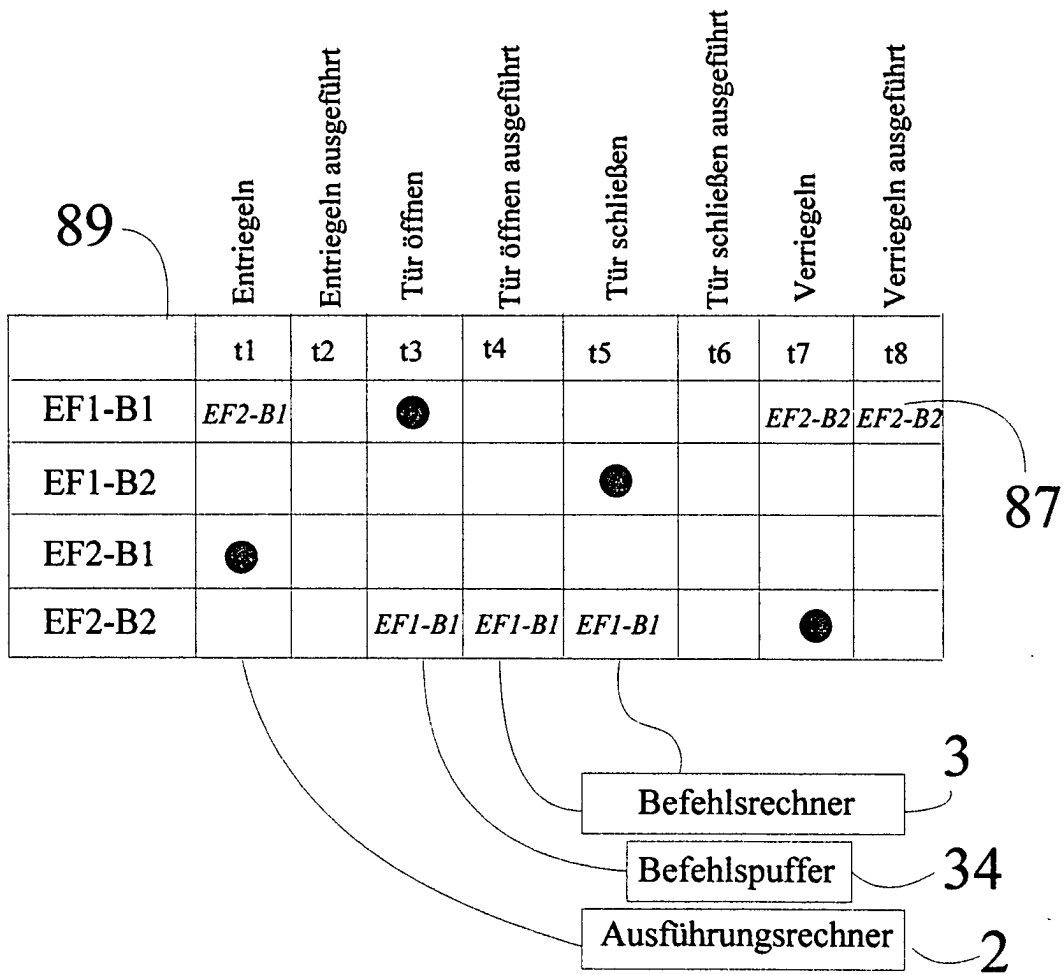 Entriegeln
Entriegeln ausgeführt
Tür öffnen
Tür öffnen ausgeführt
Tür schließen
Tür schließen ausgeführt
Verriegeln
Verriegeln ausgeführt
89
t1 t2 t3 t4 t5 t6 t7 t8
EF1-B1 EF2-B1 EF2-B2 EF2-B2
87
EF1-B2
EF2-B1
EF2-B2 EF1-B1 EF1-B1 EF1-B1
Befehlsrechner 3
Befehlspuffer 34
Ausführungsrechner 2